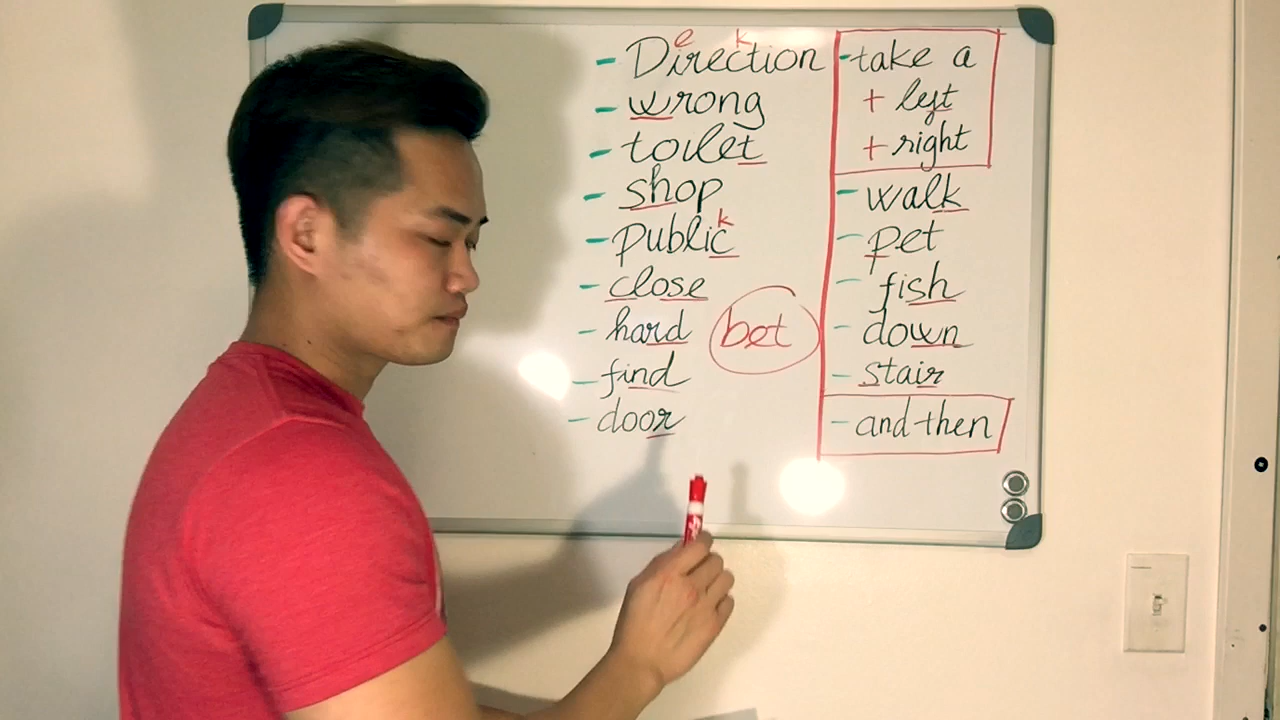 e k
- Direction
- wrong
- toilet
- shop
k
- public
- close
- hard
- find
- door
bet
- take a
+ left
+ right
- walk
- pet
- fish
- down
- stair
- and then